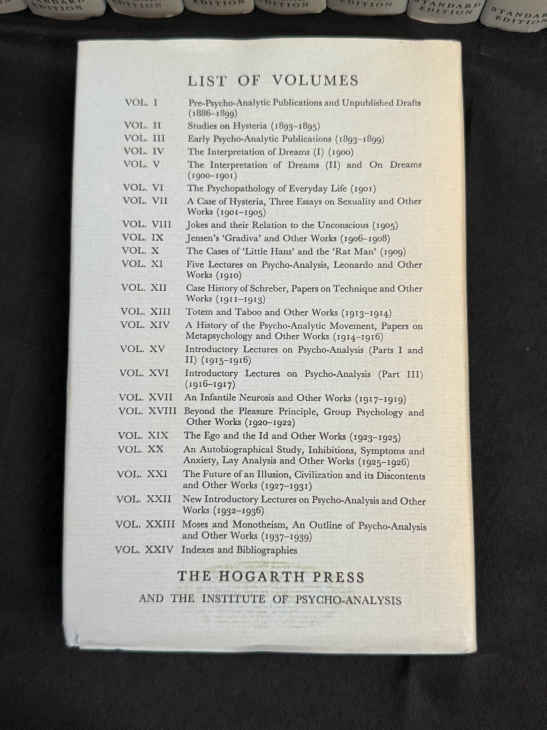 STANDARD EDITION
STANDARD EDITION
STANDARD EDITION
STANDARD EDITION
EDITION
STANDARD EDITION
STANDARD EDITION
LIST OF VOLUMES
VOL. I Pre-Psycho-Analytic Publications and Unpublished Drafts
(1886–1899)
VOL. II Studies on Hysteria (1893–1895)
VOL. III Early Psycho-Analytic Publications (1893–1899)
VOL. IV The Interpretation of Dreams (I) (1900)
VOL. V The Interpretation of Dreams (II) and On Dreams
(1900–1901)
VOL. VI The Psychopathology of Everyday Life (1901)
VOL. VII A Case of Hysteria, Three Essays on Sexuality and Other
Works (1901–1905)
VOL. VIII Jokes and their Relation to the Unconscious (1905)
VOL. IX Jensen's ‘Gradiva’ and Other Works (1906–1908)
VOL. X The Cases of ‘Little Hans’ and the ‘Rat Man’ (1909)
VOL. XI Five Lectures on Psycho-Analysis, Leonardo and Other
Works (1910)
VOL. XII Case History of Schreber, Papers on Technique and Other
Works (1911–1913)
VOL. XIII Totem and Taboo and Other Works (1913–1914)
VOL. XIV A History of the Psycho-Analytic Movement, Papers on
Metapsychology and Other Works (1914–1916)
VOL. XV Introductory Lectures on Psycho-Analysis (Parts I and
II) (1915–1916)
VOL. XVI Introductory Lectures on Psycho-Analysis (Part III)
(1916–1917)
VOL. XVII An Infantile Neurosis and Other Works (1917–1919)
VOL. XVIII Beyond the Pleasure Principle, Group Psychology and
Other Works (1920–1922)
VOL. XIX The Ego and the Id and Other Works (1923–1925)
VOL. XX An Autobiographical Study, Inhibitions, Symptoms and
Anxiety, Lay Analysis and Other Works (1925–1926)
VOL. XXI The Future of an Illusion, Civilization and its Discontents
and Other Works (1927–1931)
VOL. XXII New Introductory Lectures on Psycho-Analysis and Other
Works (1932–1936)
VOL. XXIII Moses and Monotheism, An Outline of Psycho-Analysis
and Other Works (1937–1939)
VOL. XXIV Indexes and Bibliographies
THE HOGARTH PRESS
AND THE INSTITUTE OF PSYCHO-ANALYSIS